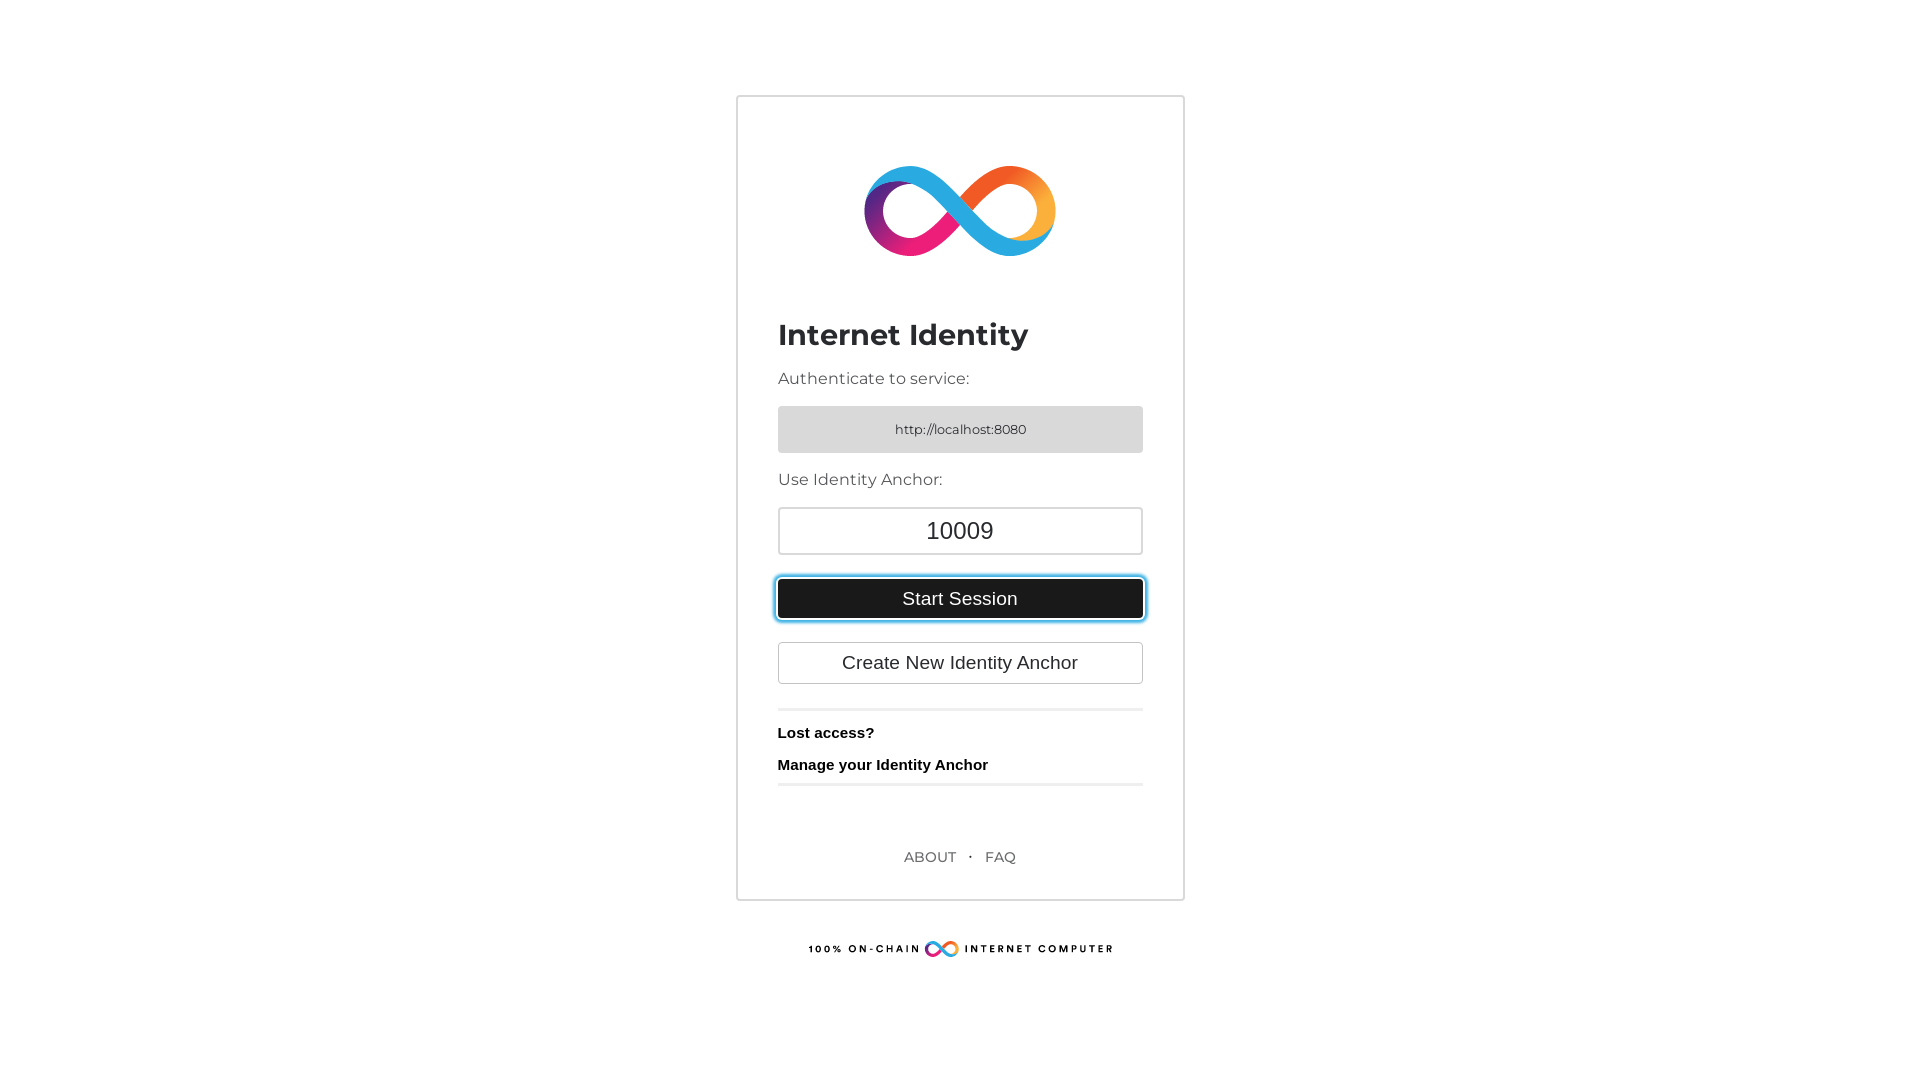 Internet Identity
Authenticate to service:
http://localhost:8080
Use Identity Anchor:
10009
Start Session
Create New Identity Anchor
Lost access?
Manage your Identity Anchor
ABOUT · FAQ
100% ON-CHAIN INTERNET COMPUTER